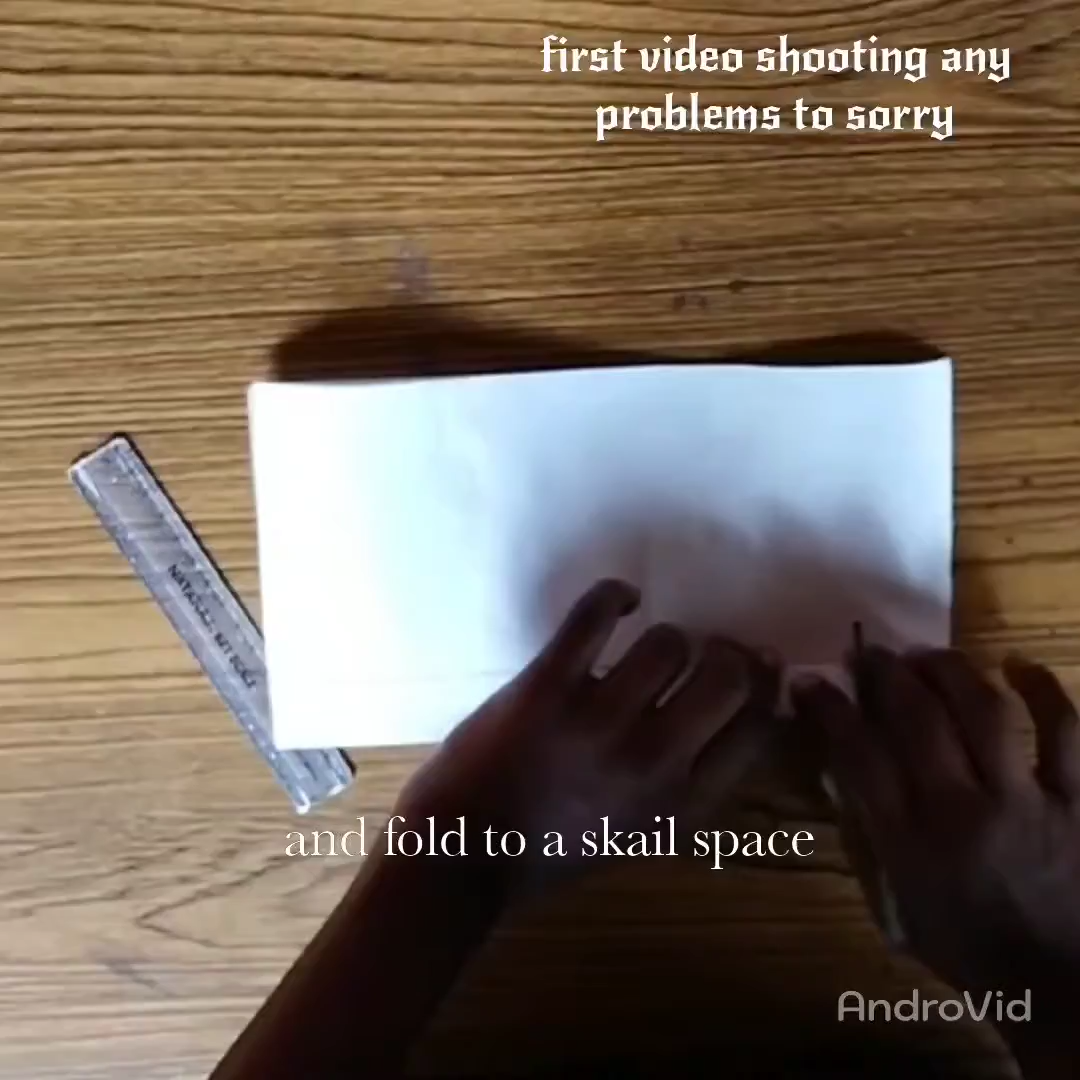 first video shooting any
problems to sorry
and fold to a skail space
AndroVid